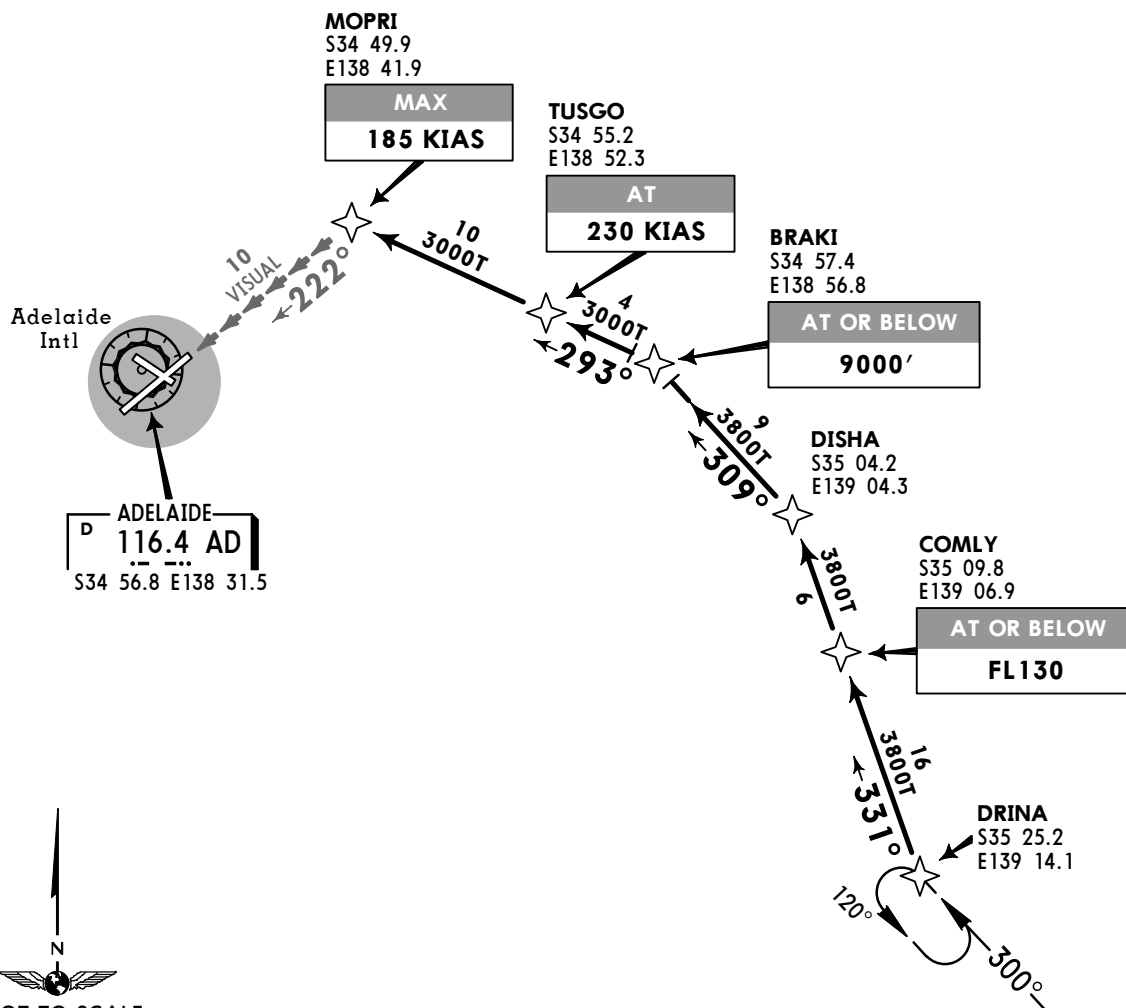 MOPRI
S34 49.9
E138 41.9
MAX
185 KIAS
TUSGO
S34 55.2
E138 52.3
AT
230 KIAS
BRAKI
S34 57.4
E138 56.8
AT OR BELOW
9000′
10
3000T
10
VISUAL
←222°
4
3000T
←293°
Adelaide
Intl
9
3800T
←309°
DISHA
S35 04.2
E139 04.3
ADELAIDE
D 116.4 AD
S34 56.8 E138 31.5
3800T
6
COMLY
S35 09.8
E139 06.9
AT OR BELOW
FL130
16
3800T
←331°
DRINA
S35 25.2
E139 14.1
120°
300°
N